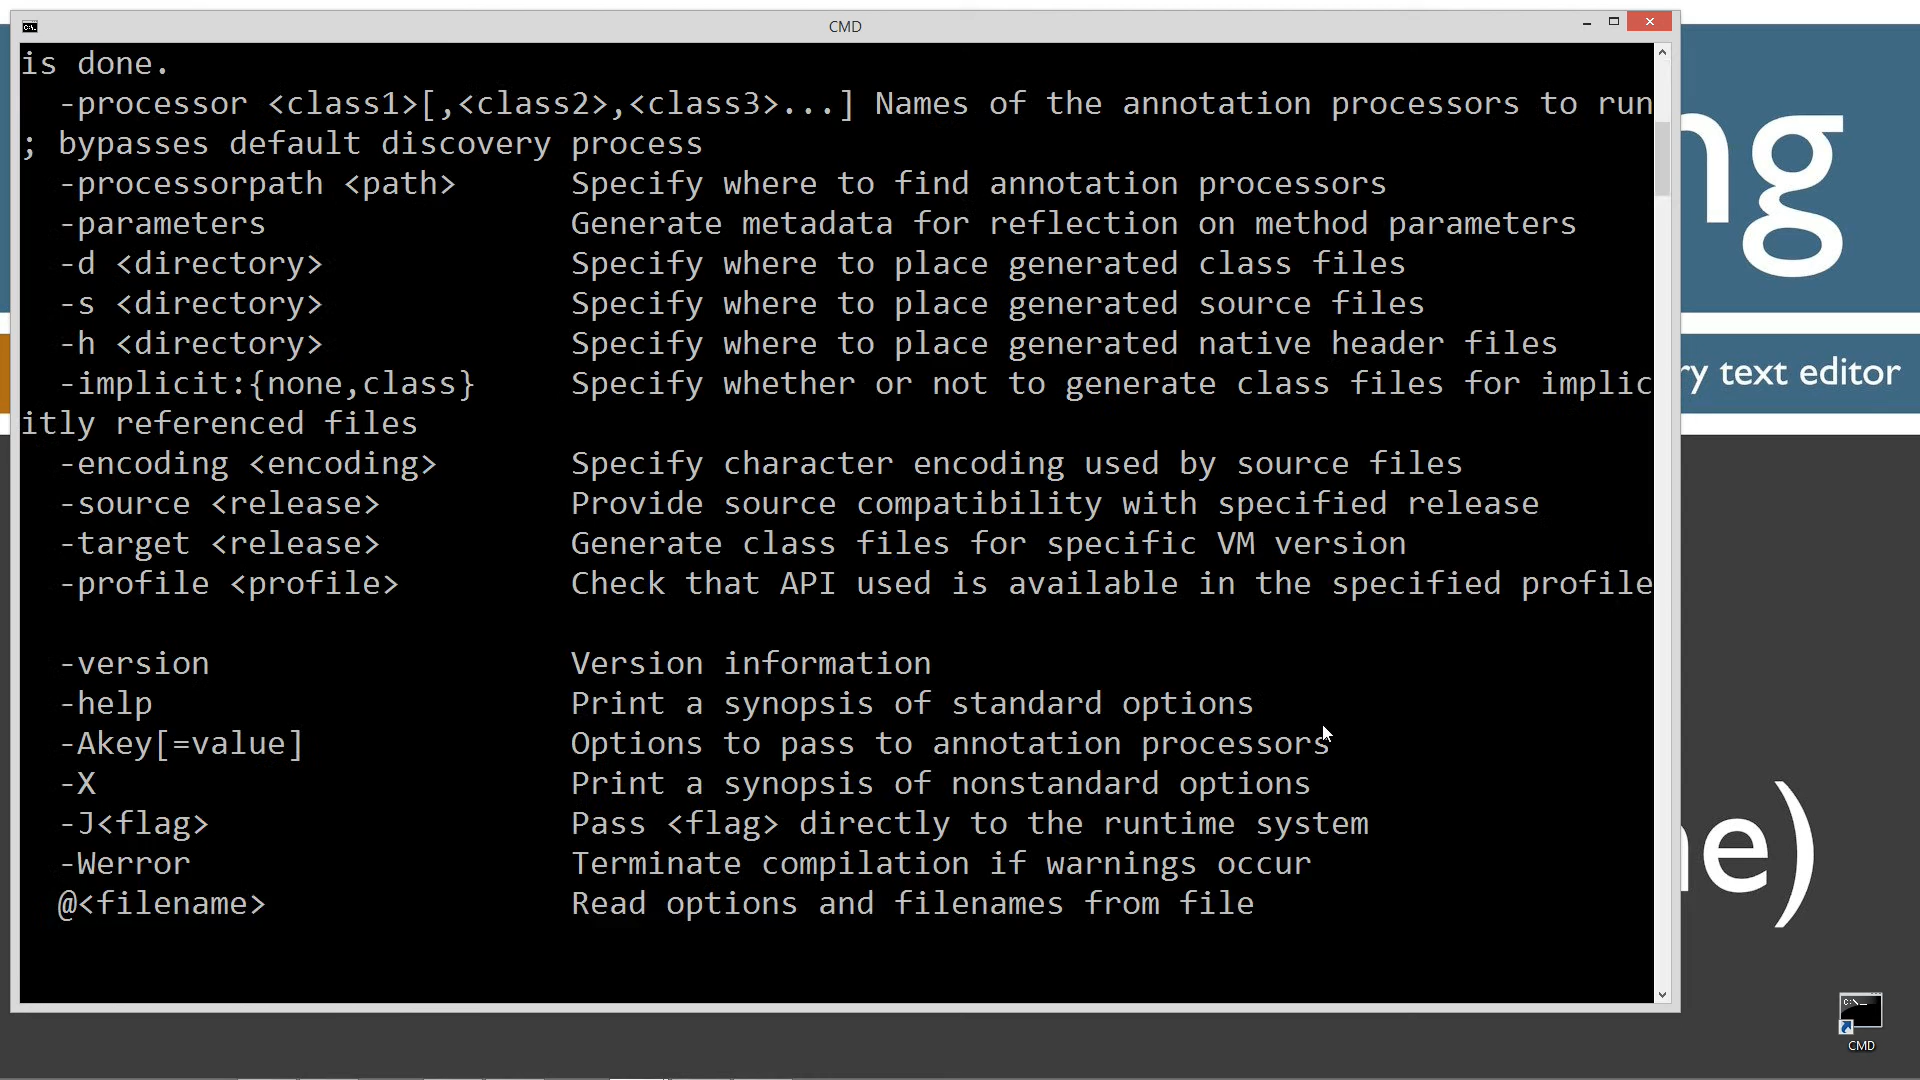 CMD
is done.
-processor <class1>[,<class2>,<class3>...] Names of the annotation processors to run
; bypasses default discovery process
-processorpath <path> Specify where to find annotation processors
-parameters Generate metadata for reflection on method parameters
-d <directory> Specify where to place generated class files
-s <directory> Specify where to place generated source files
-h <directory> Specify where to place generated native header files
-implicit:{none,class} Specify whether or not to generate class files for implic
itly referenced files
-encoding <encoding> Specify character encoding used by source files
-source <release> Provide source compatibility with specified release
-target <release> Generate class files for specific VM version
-profile <profile> Check that API used is available in the specified profile
-version Version information
-help Print a synopsis of standard options
-Akey[=value] Options to pass to annotation processors
-X Print a synopsis of nonstandard options
-J<flag> Pass <flag> directly to the runtime system
-Werror Terminate compilation if warnings occur
@<filename> Read options and filenames from file
ng
ry text editor
e)
CMD